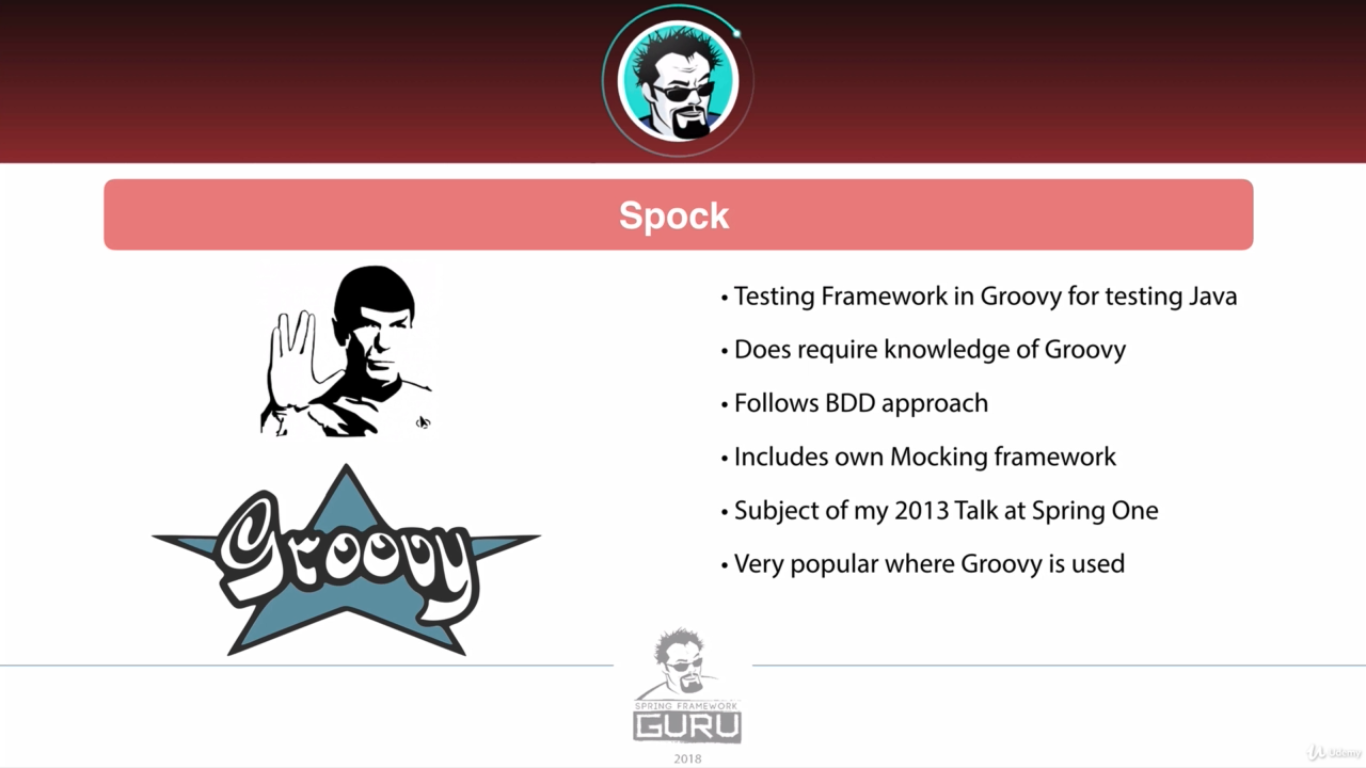 Spock
• Testing Framework in Groovy for testing Java
• Does require knowledge of Groovy
• Follows BDD approach
• Includes own Mocking framework
• Subject of my 2013 Talk at Spring One
• Very popular where Groovy is used
Groovy
SPRING FRAMEWORK
GURU
2018
Udemy